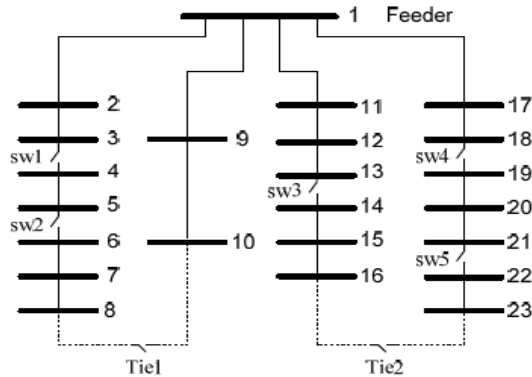 1 Feeder
2 11 17
3 9 12 18
sw1 sw4
4 13 19
sw3
5 14 20
sw2
6 10 15 21
sw5
7 16 22
8 23
Tie1 Tie2